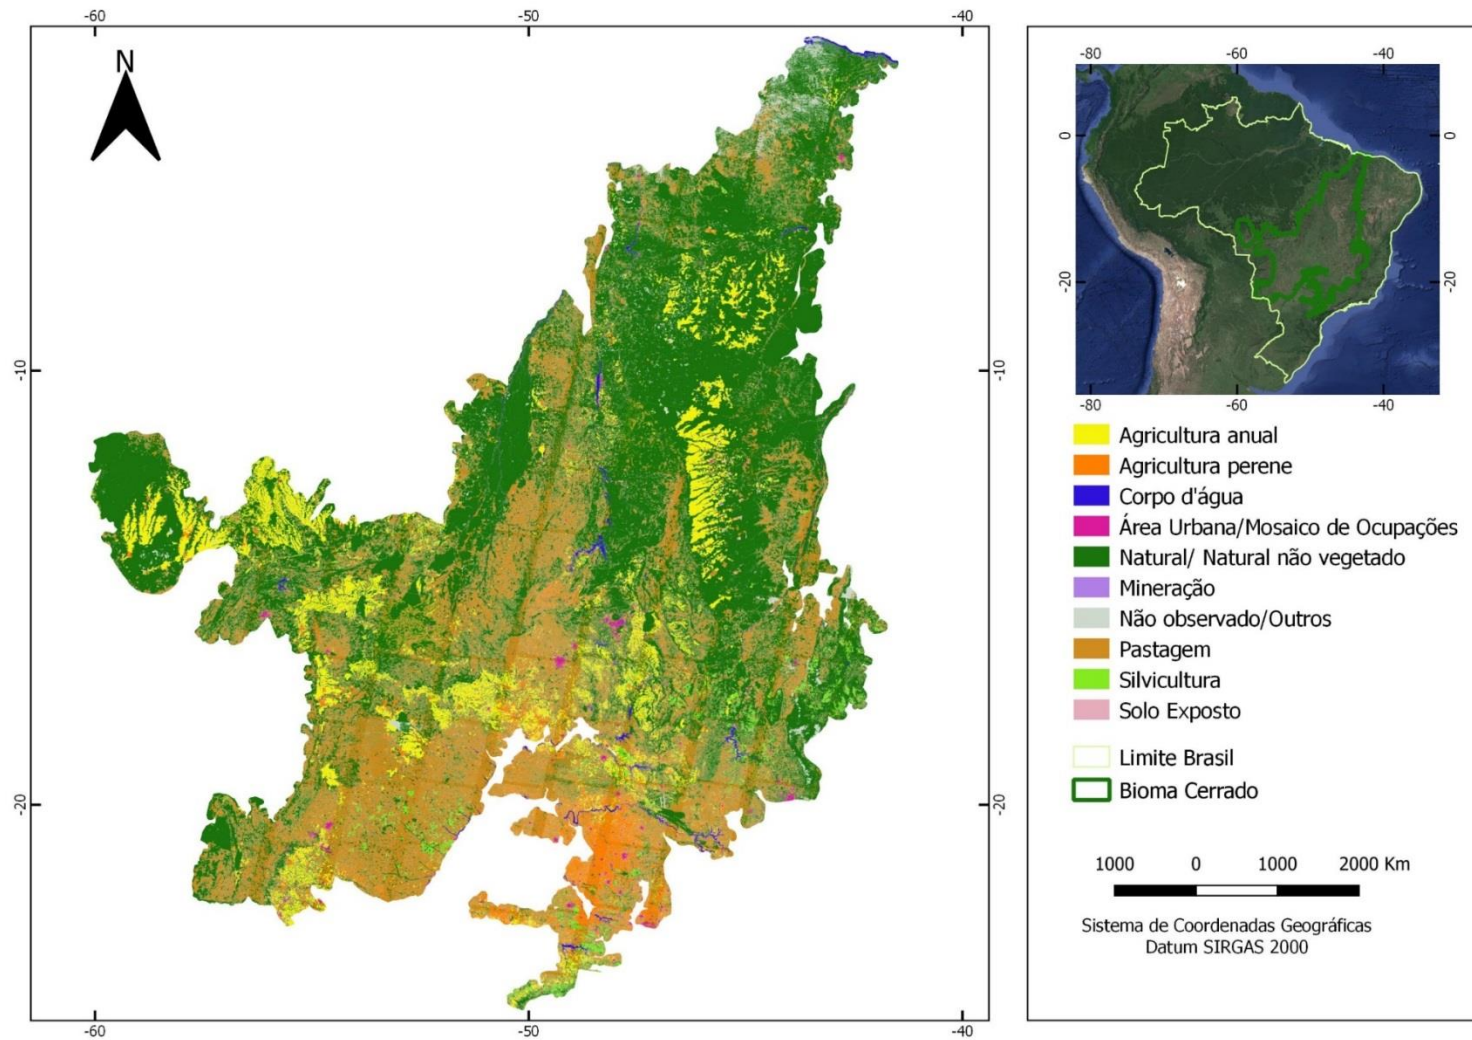 -60
-50
-40
N
-10
-20
-10
-20
-60
-50
-40
-80
-60
-40
0
-20
0
-20
-80
-60
-40
Agricultura anual
Agricultura perene
Corpo d'água
Área Urbana/Mosaico de Ocupações
Natural/ Natural não vegetado
Mineração
Não observado/Outros
Pastagem
Silvicultura
Solo Exposto
Limite Brasil
Bioma Cerrado
1000 0 1000 2000 Km
Sistema de Coordenadas Geográficas
Datum SIRGAS 2000